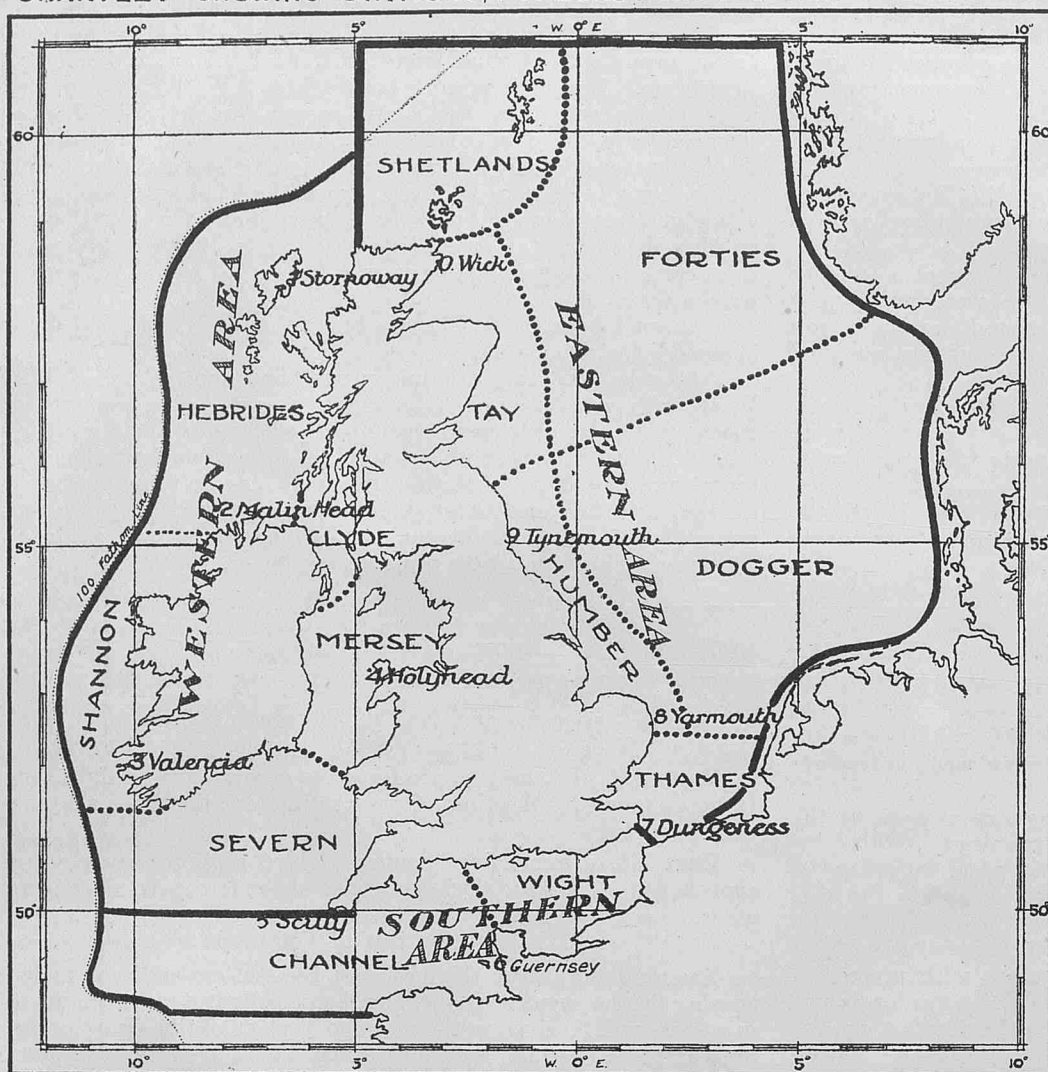 10° 5° W. 0° E. 5° 10°
60° 60°
SHETLANDS
FORTIES
0. Wick
1 Stornoway
WESTERN AREA
EASTERN AREA
HEBRIDES
TAY
2 Malin Head
CLYDE
9 Tynemouth
55° 55°
100 Fathom line
DOGGER
HUMBER
SHANNON
MERSEY
4 Holyhead
8 Yarmouth
3 Valencia
THAMES
7 Dungeness
SEVERN
WIGHT
50° 50°
5 Scilly
SOUTHERN
AREA
CHANNEL
6 Guernsey
10° 5° W. 0° E. 5° 10°